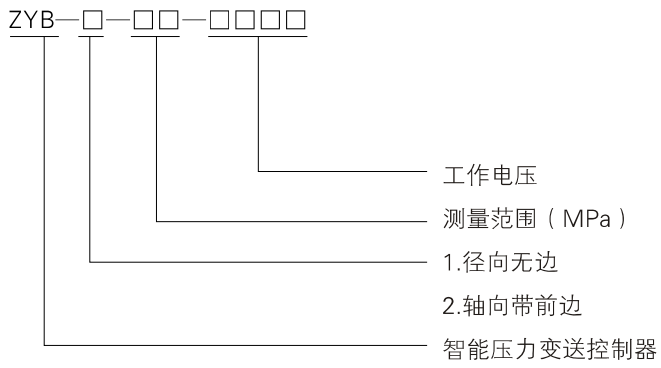 ZYB—□—□□—□□□□
工作电压
测量范围（MPa）
1.径向无边
2.轴向带前边
智能压力变送控制器